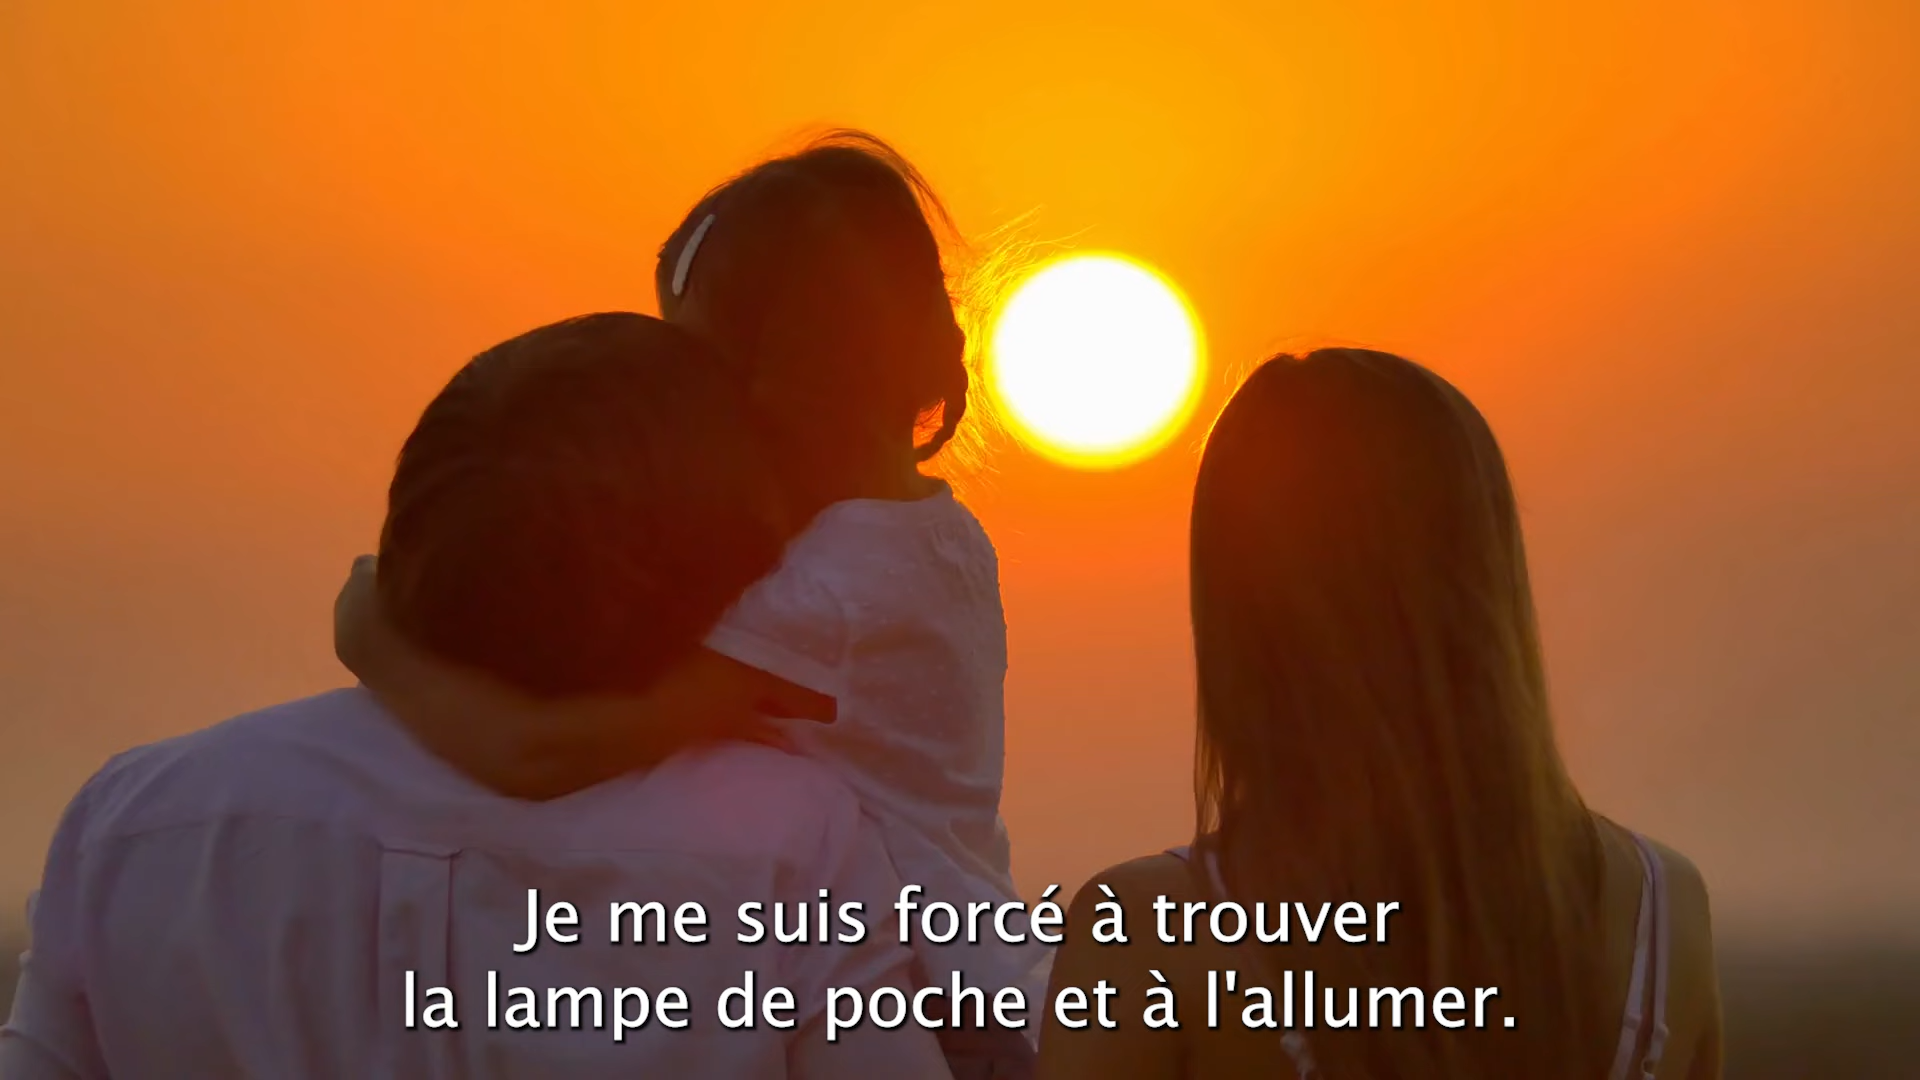 Je me suis forcé à trouver
la lampe de poche et à l'allumer.